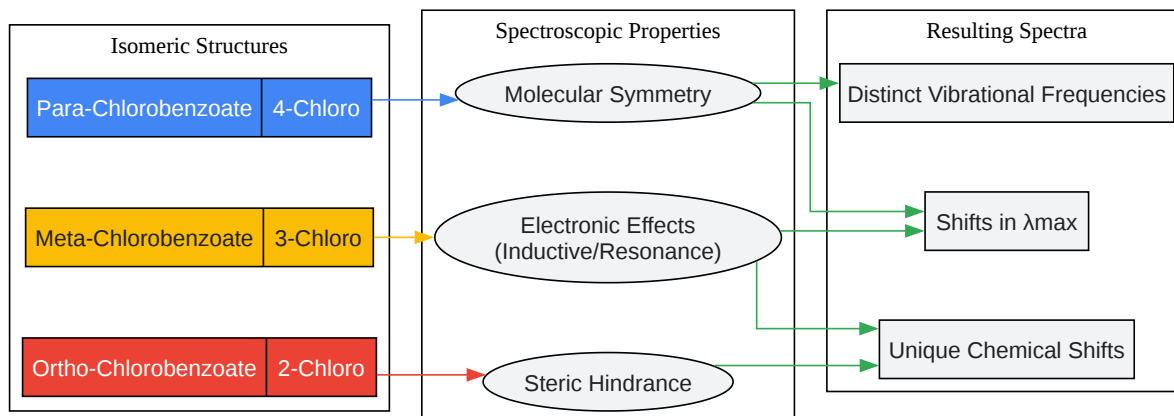 Isomeric Structures
Para-Chlorobenzoate 4-Chloro
Meta-Chlorobenzoate 3-Chloro
Ortho-Chlorobenzoate 2-Chloro
Spectroscopic Properties
Molecular Symmetry
Electronic Effects
(Inductive/Resonance)
Steric Hindrance
Resulting Spectra
Distinct Vibrational Frequencies
Shifts in λmax
Unique Chemical Shifts